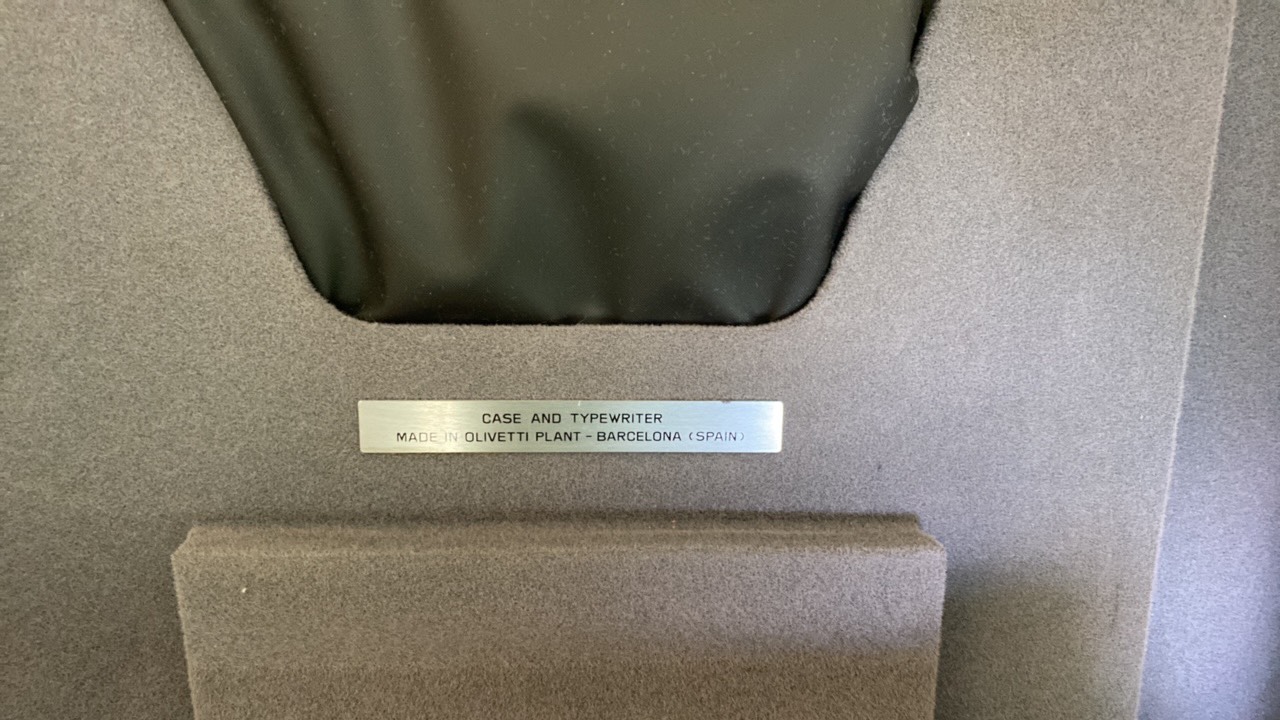 CASE AND TYPEWRITER
MADE IN OLIVETTI PLANT - BARCELONA (SPAIN)